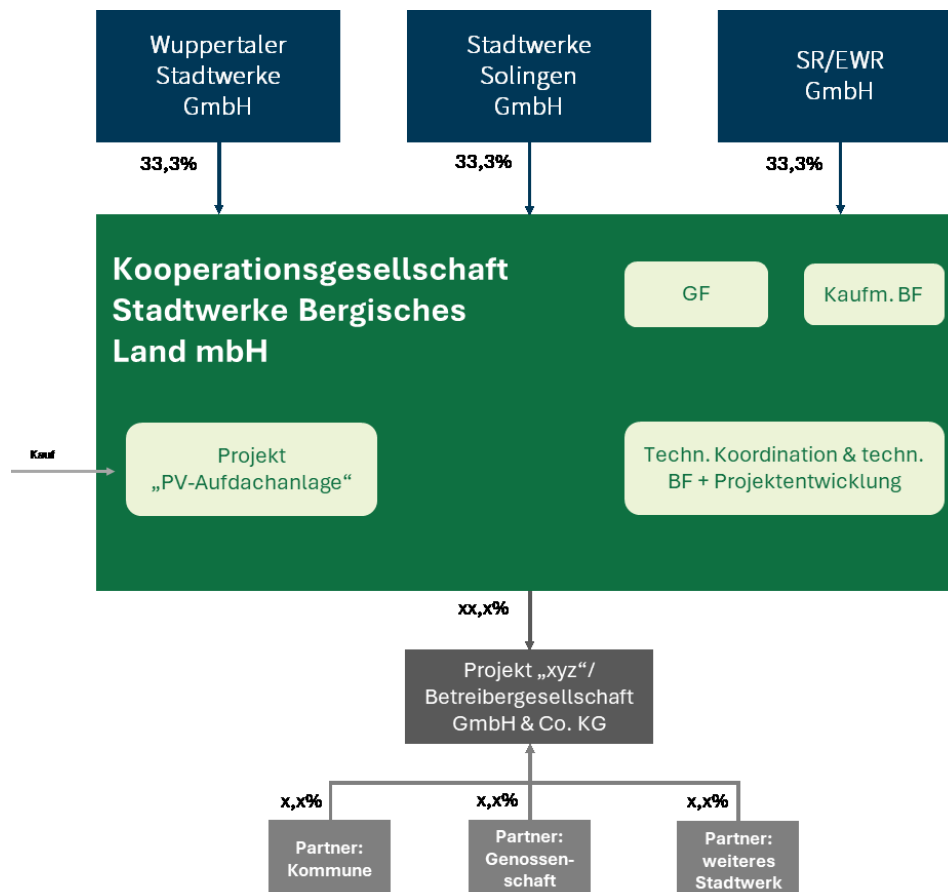 Wuppertaler
Stadtwerke
GmbH
Stadtwerke
Solingen
GmbH
SR/EWR
GmbH
33,3%
33,3%
33,3%
Kooperationsgesellschaft
Stadtwerke Bergisches
Land mbH
GF
Kaufm. BF
Kauf
Projekt
„PV-Aufdachanlage“
Techn. Koordination & techn.
BF + Projektentwicklung
xx,x%
Projekt „xyz“/
Betreibergesellschaft
GmbH & Co. KG
x,x%
x,x%
x,x%
Partner:
Kommune
Partner:
Genossen-
schaft
Partner:
weiteres
Stadtwerk